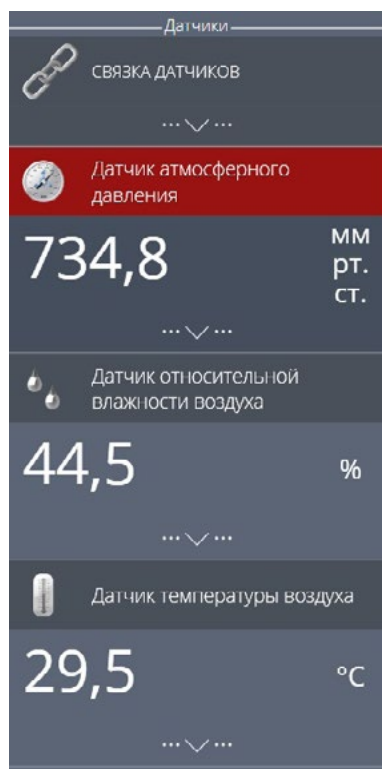 Датчики
СВЯЗКА ДАТЧИКОВ
Датчик атмосферного
давления
734,8
мм
рт.
ст.
Датчик относительной
влажности воздуха
44,5
%
Датчик температуры воздуха
29,5
°C